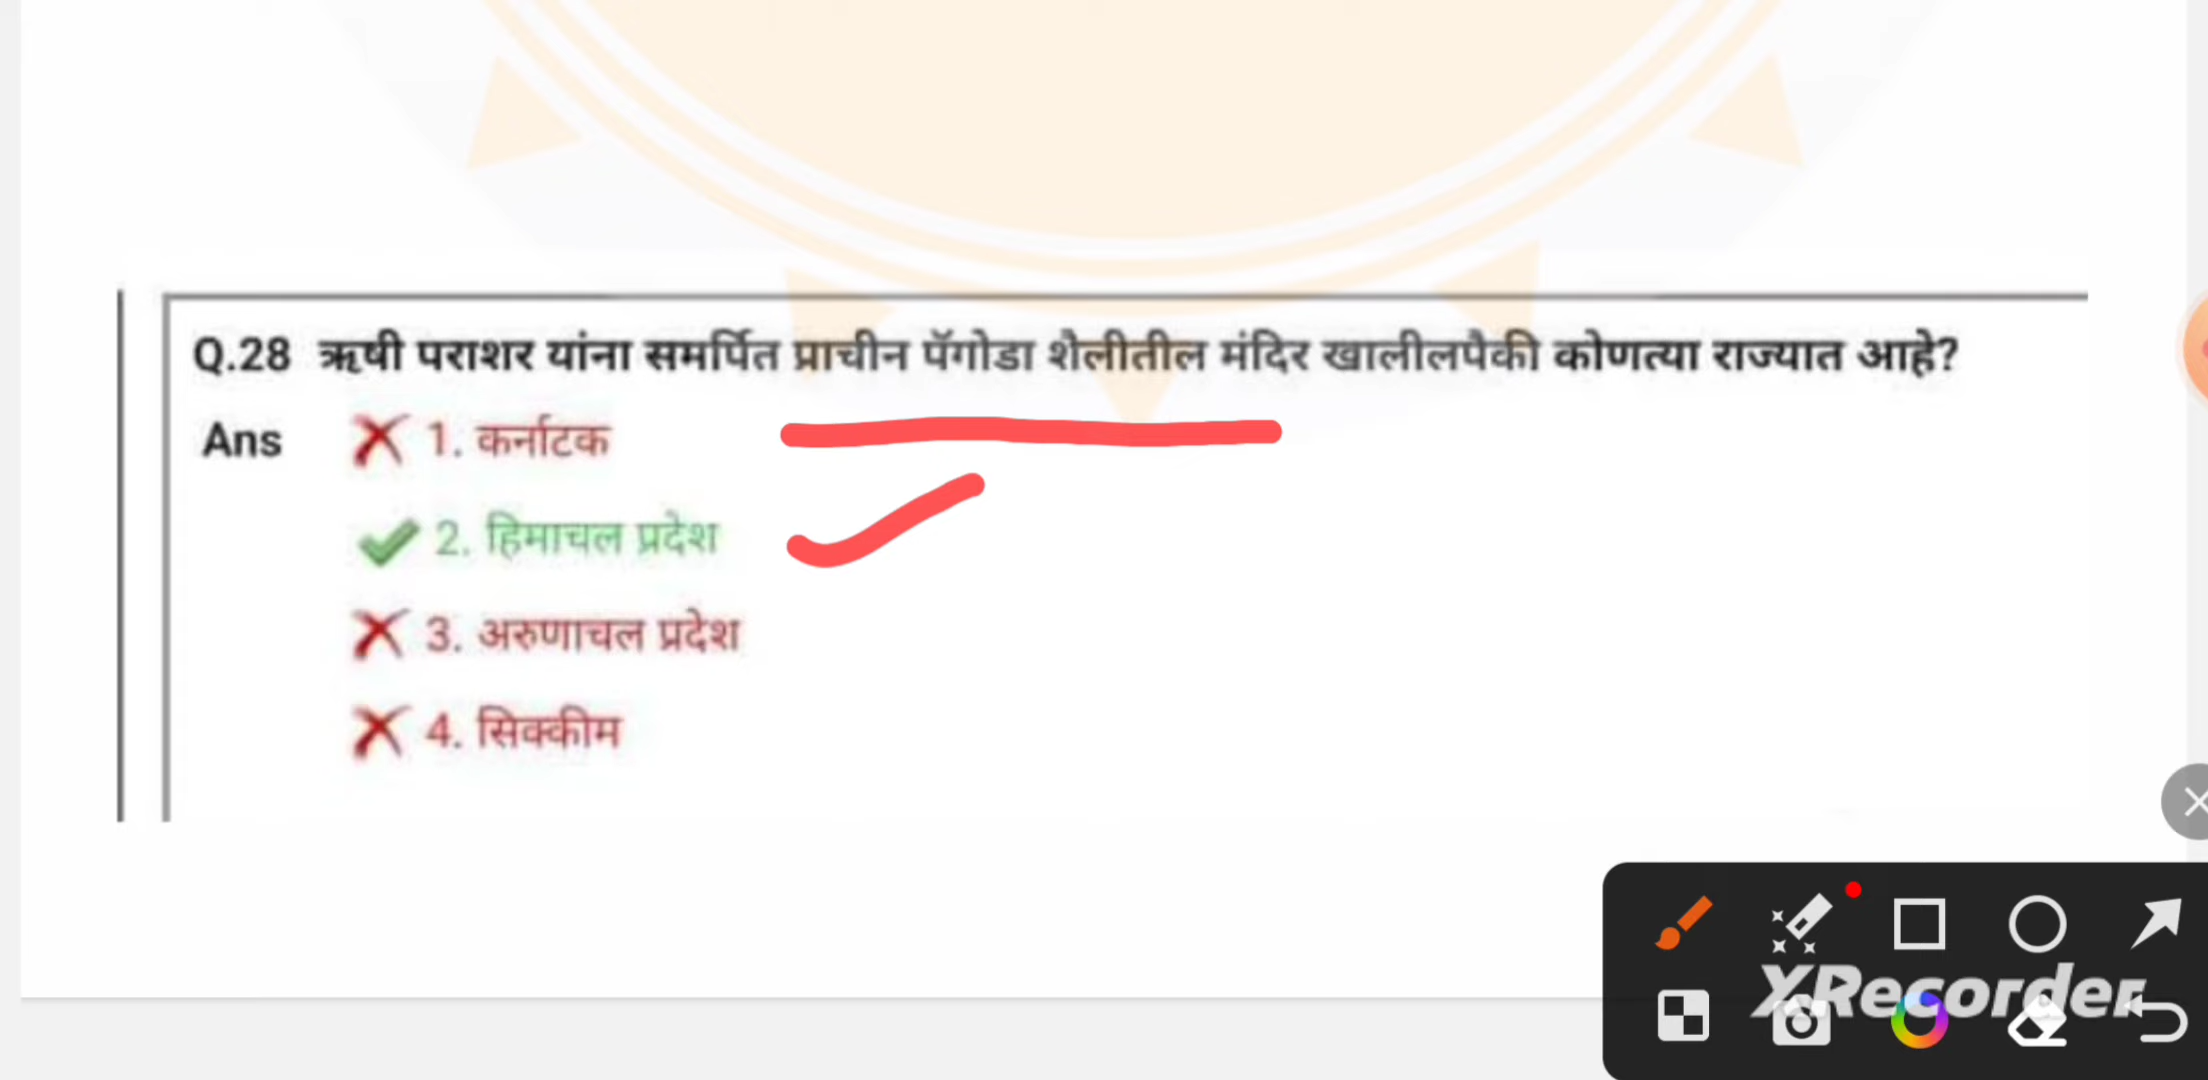 Q.28 ऋषी पराशर यांना समर्पित प्राचीन पॅगोडा शैलीतील मंदिर खालीलपैकी कोणत्या राज्यात आहे?
Ans 1. कर्नाटक
2. हिमाचल प्रदेश
3. अरुणाचल प्रदेश
4. सिक्कीम
XRecorder